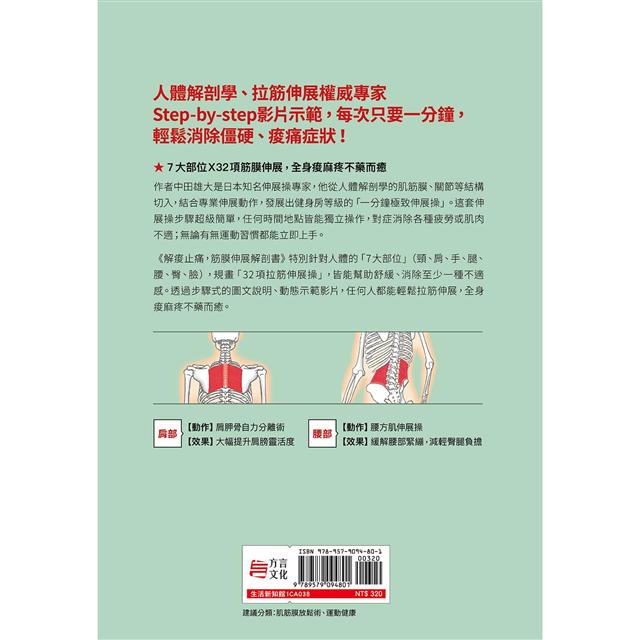 人體解剖學、拉筋伸展權威專家
Step-by-step影片示範，每次只要一分鐘，
輕鬆消除僵硬、痠痛症狀！
★ 7大部位X32項筋膜伸展，全身痠麻疼不藥而癒
作者中田雄大是日本知名伸展操專家，他從人體解剖學的肌筋膜、關節等結構
切入，結合專業伸展動作，發展出健身房等級的「一分鐘極致伸展操」。這套伸
展操步驟超級簡單，任何時間地點皆能獨立操作，對症消除各種疲勞或肌肉
不適；無論有無運動習慣都能立即上手。
《解痠止痛，筋膜伸展解剖書》特別針對人體的「7大部位」（頸、肩、手、腿、
腰、臀、臉），規畫「32項拉筋伸展操」，皆能幫助舒緩、消除至少一種不適
感。透過步驟式的圖文說明、動態示範影片，任何人都能輕鬆拉筋伸展，全身
痠麻疼不藥而癒。
肩部
【動作】肩胛骨自力分離術
【效果】大幅提升肩膀靈活度
腰部
【動作】腰方肌伸展操
【效果】緩解腰部緊繃，減輕臀腿負擔
方言
文化
ISBN 978-957-9094-80-1
00320
9789579094801
生活新知館1CA038
NT$ 320
建議分類：肌筋膜放鬆術、運動健康